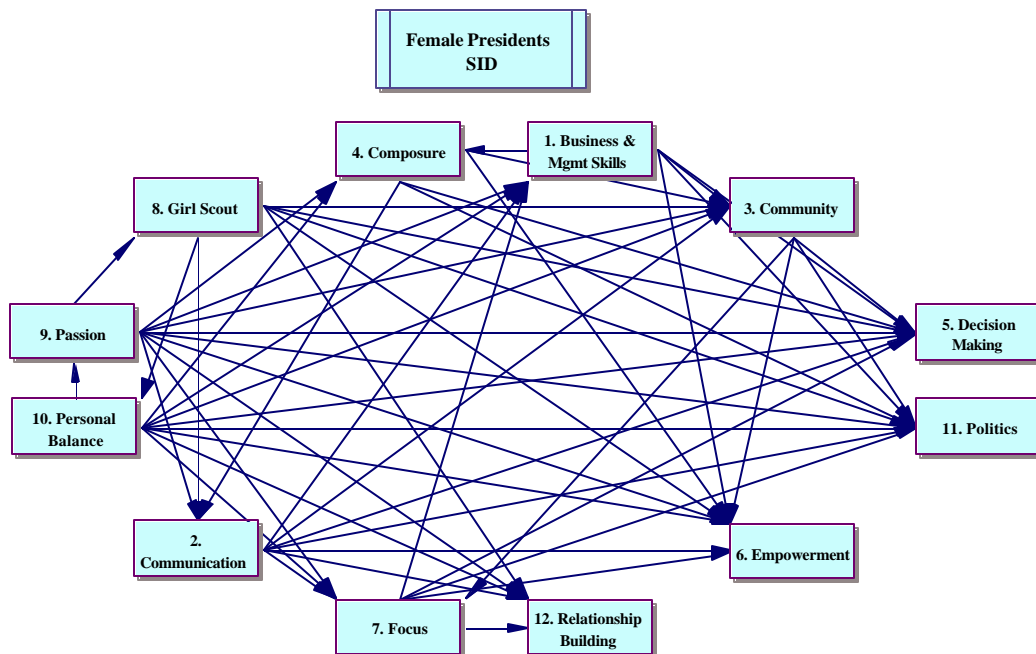 Female Presidents
SID
4. Composure
1. Business &
Mgmt Skills
8. Girl Scout
3. Community
9. Passion
5. Decision
Making
10. Personal
Balance
11. Politics
2.
Communication
6. Empowerment
7. Focus
12. Relationship
Building